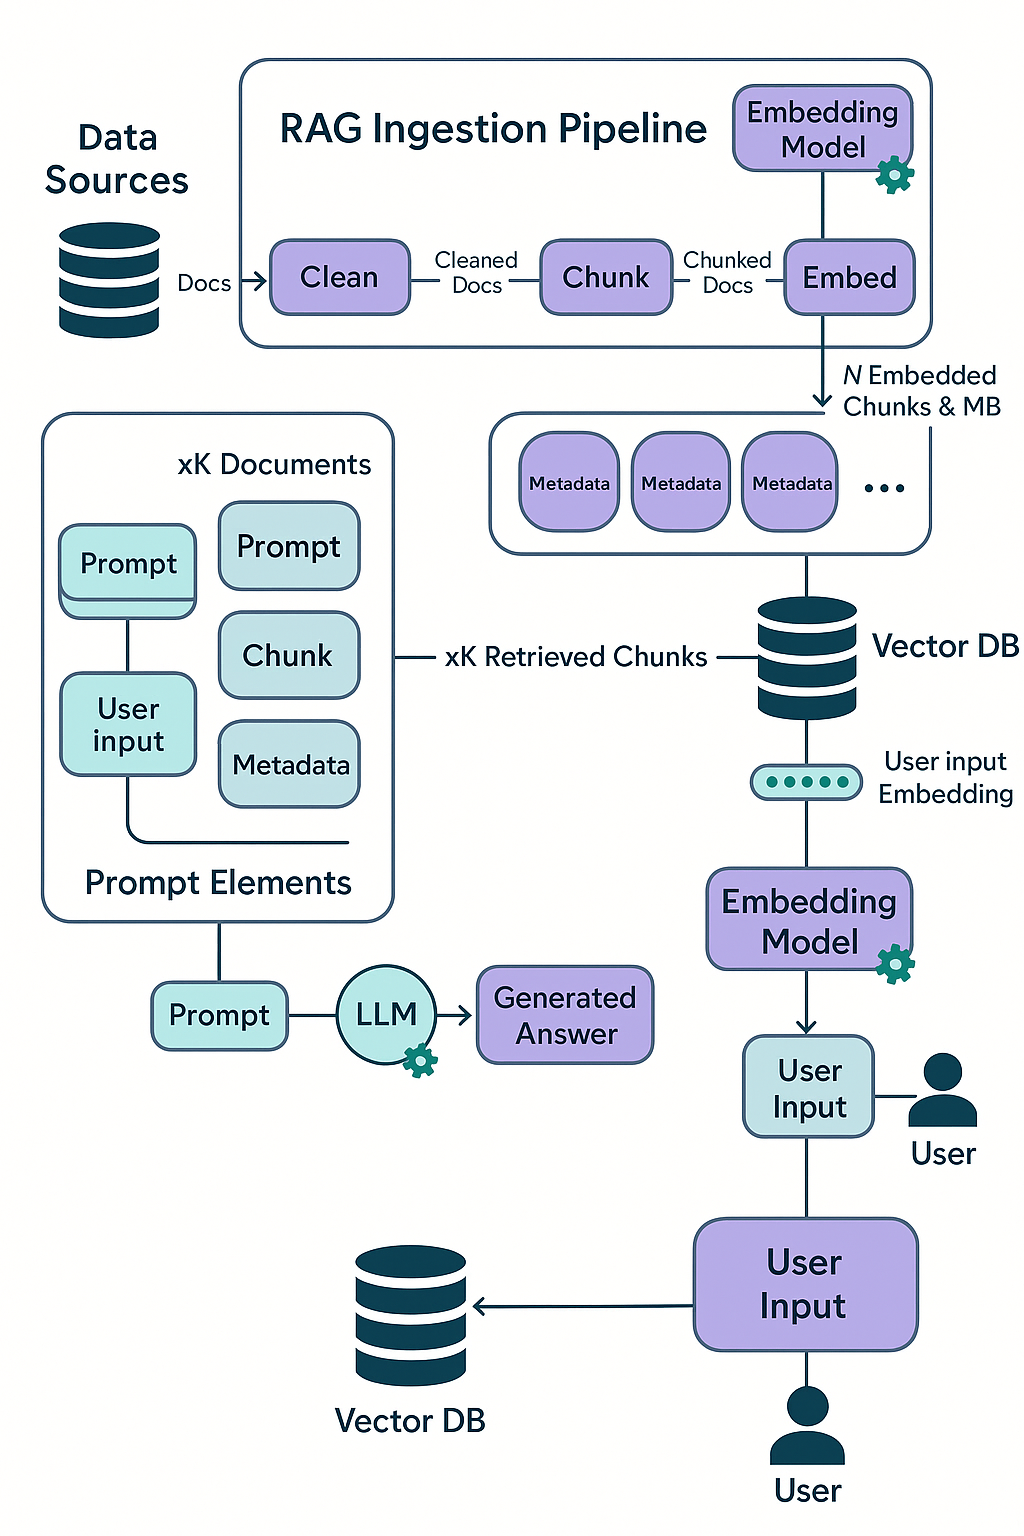 RAG Ingestion Pipeline
Embedding
Model
Data
Sources
Docs
Clean
Cleaned
Docs
Chunk
Chunked
Docs
Embed
N Embedded
Chunks & MB
Metadata
Metadata
Metadata
...
xK Documents
Prompt
Prompt
User
input
Chunk
Metadata
Prompt Elements
xK Retrieved Chunks
Vector DB
User input
Embedding
Embedding
Model
Prompt
LLM
Generated
Answer
User
Input
User
User
Input
Vector DB
User